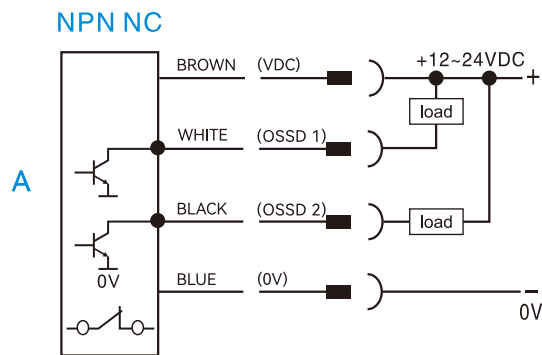 NPN NC
+12~24VDC
BROWN (VDC) +
load
WHITE (OSSD 1)
A
BLACK (OSSD 2) load
0V
BLUE (0V) −
0V